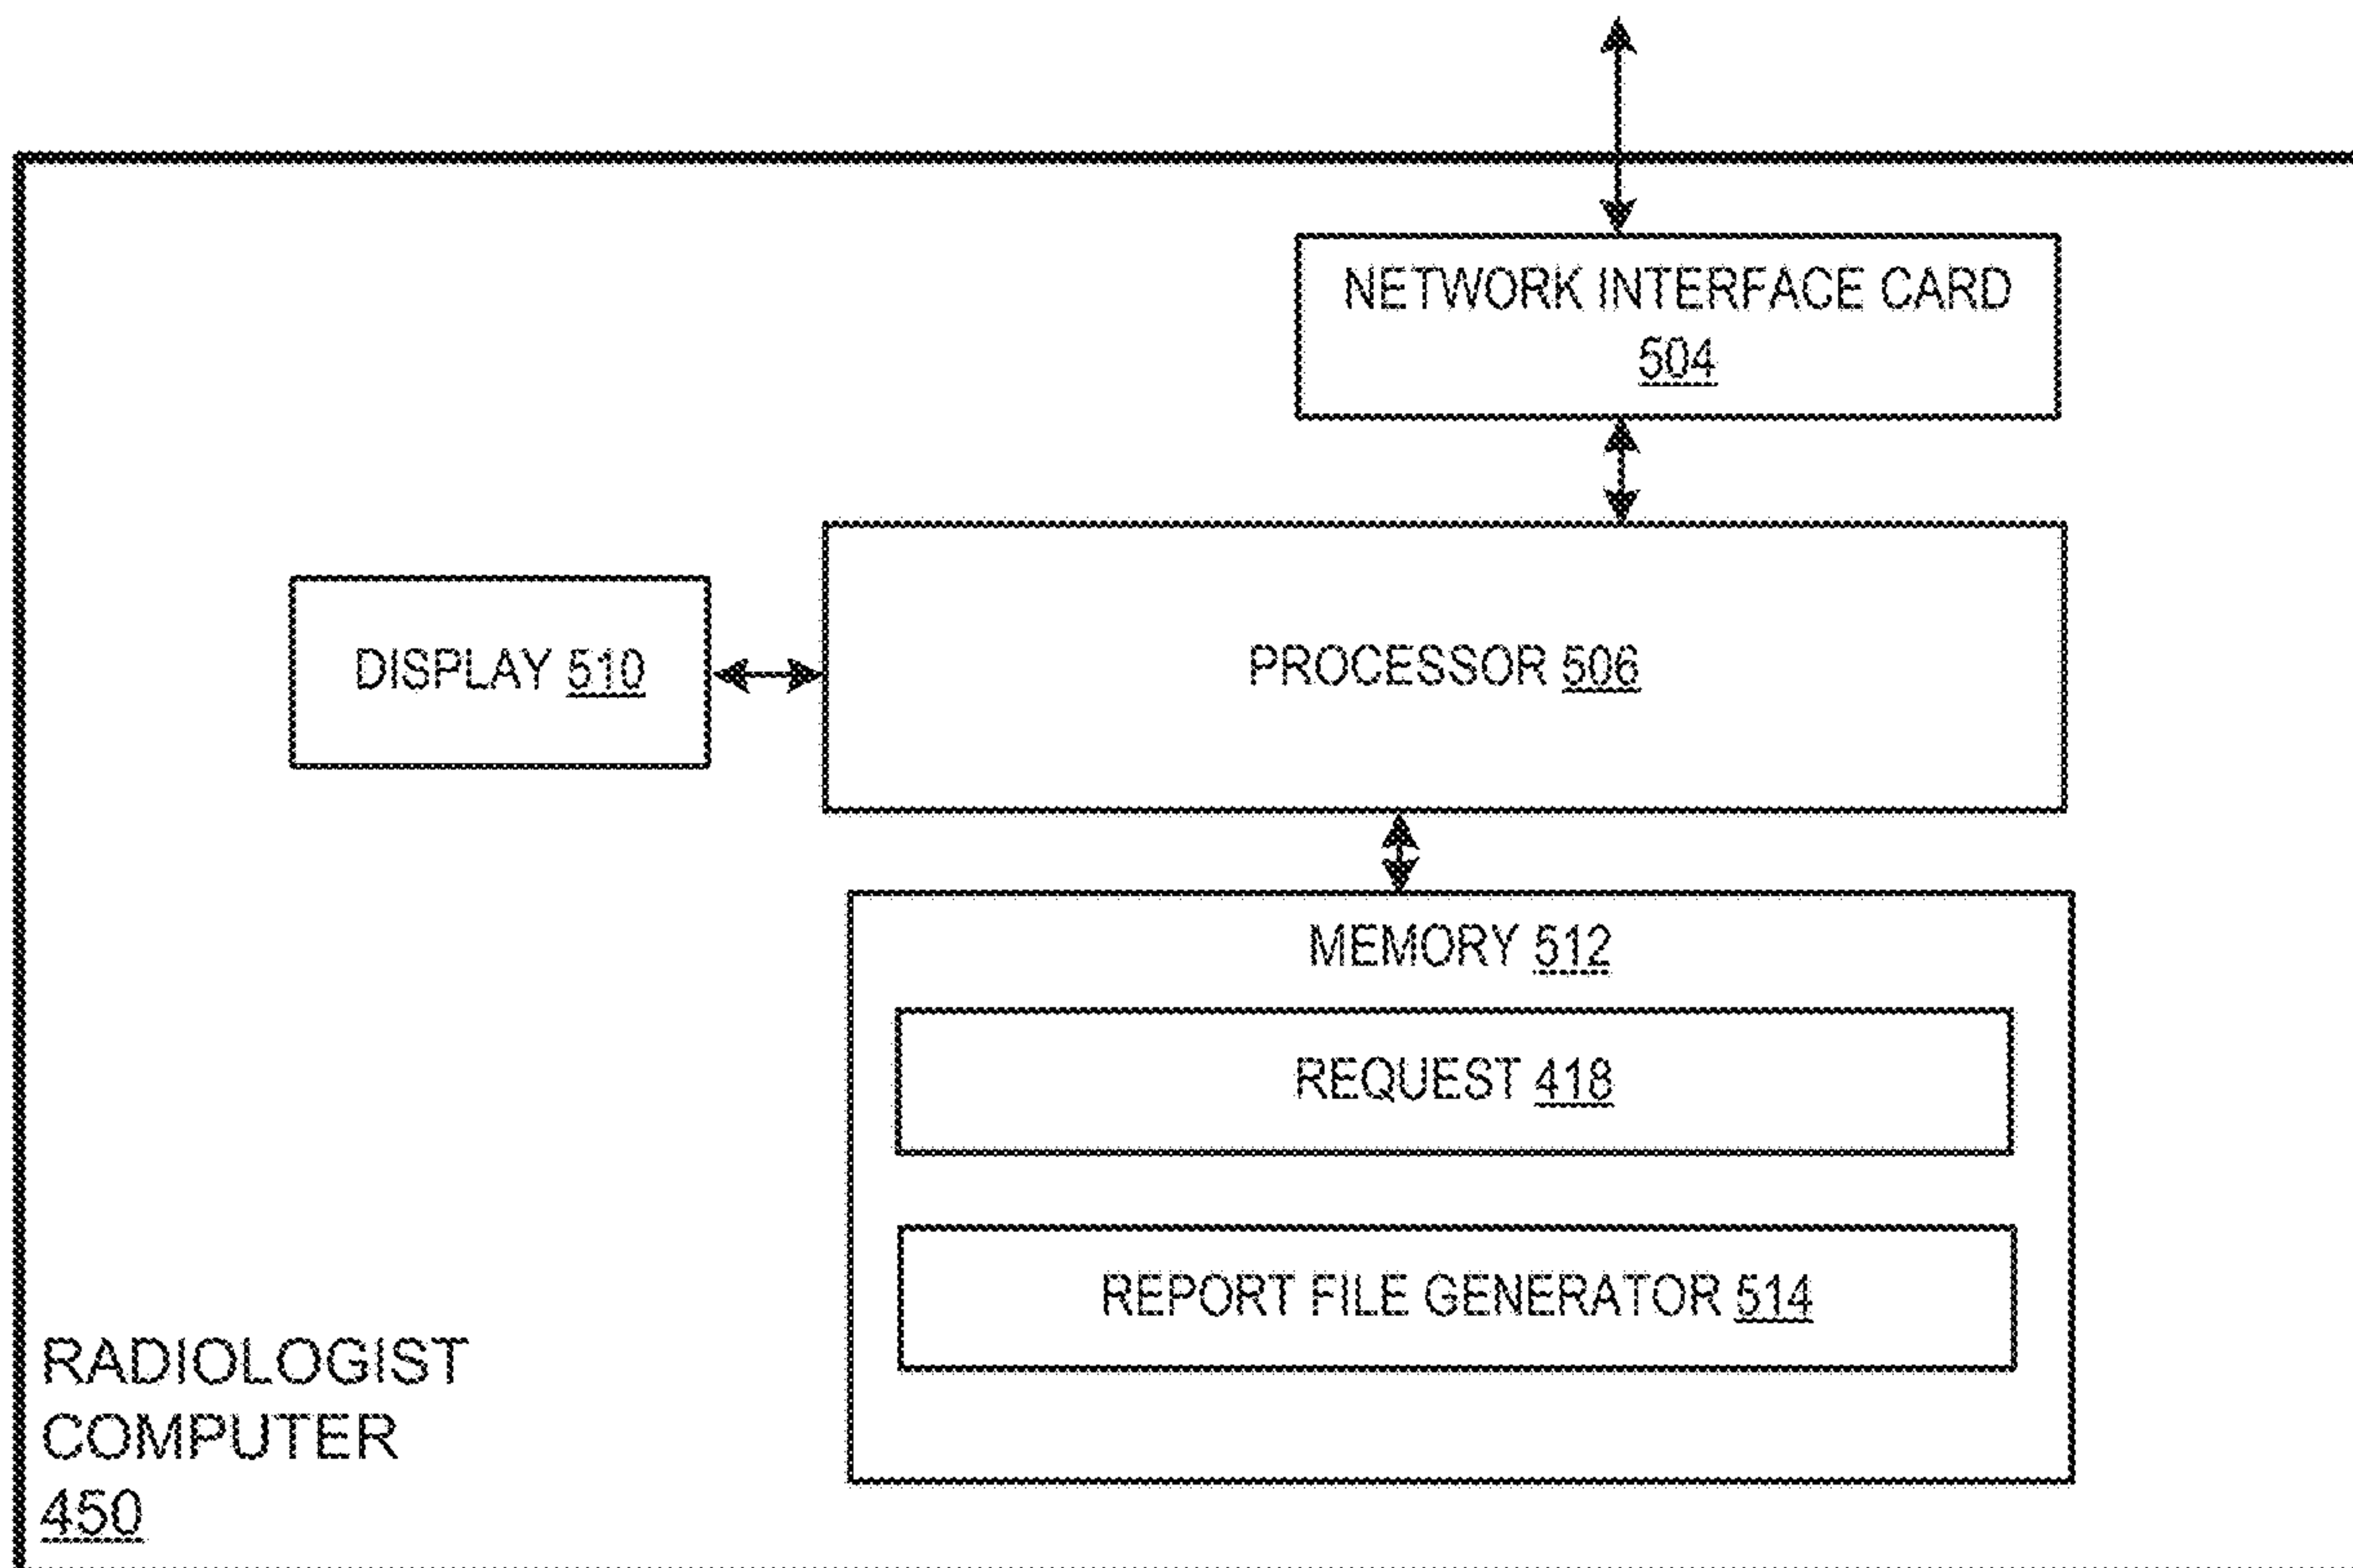 NETWORK INTERFACE CARD
504
DISPLAY 510
PROCESSOR 506
MEMORY 512
REQUEST 418
REPORT FILE GENERATOR 514
RADIOLOGIST
COMPUTER
450